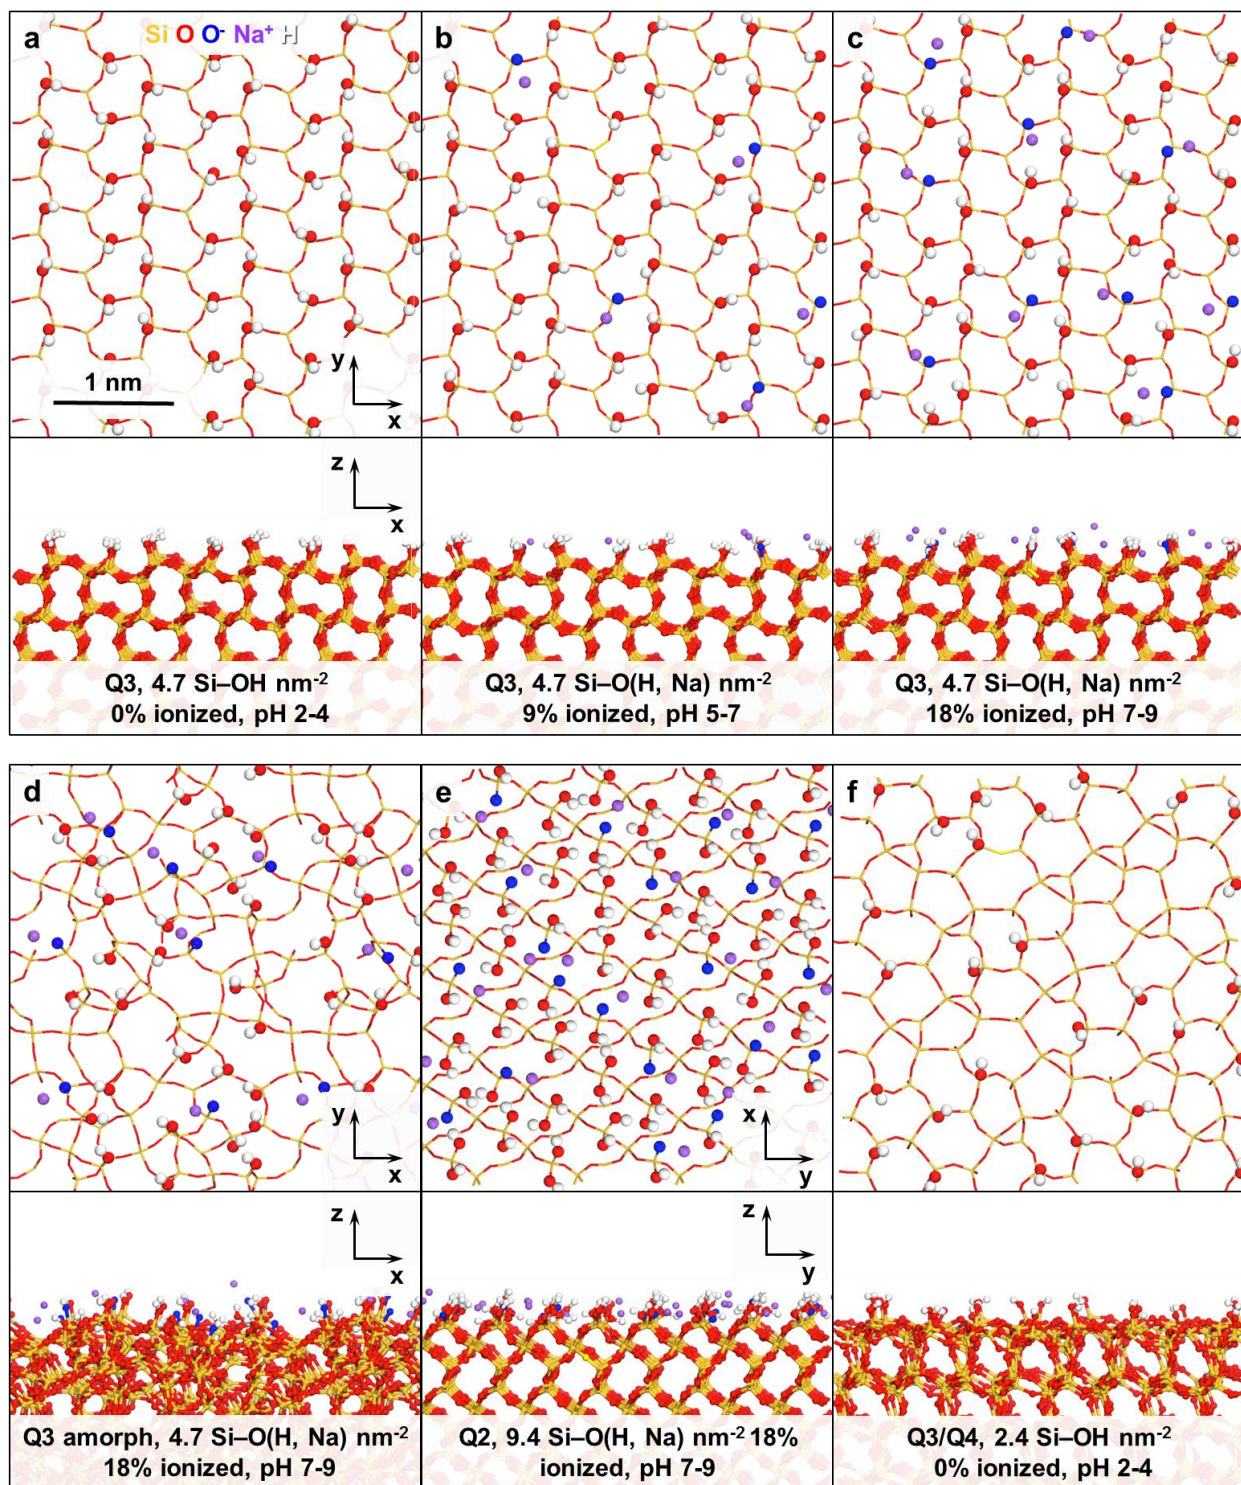 a
Si O O⁻ Na⁺ H
1 nm
y
x
b
c
z
x
Q3, 4.7 Si–OH nm⁻²
0% ionized, pH 2-4
Q3, 4.7 Si–O(H, Na) nm⁻²
9% ionized, pH 5-7
Q3, 4.7 Si–O(H, Na) nm⁻²
18% ionized, pH 7-9
d
y
x
e
x
y
f
z
x
Q3 amorph, 4.7 Si–O(H, Na) nm⁻²
18% ionized, pH 7-9
z
y
Q2, 9.4 Si–O(H, Na) nm⁻² 18%
ionized, pH 7-9
Q3/Q4, 2.4 Si–OH nm⁻²
0% ionized, pH 2-4